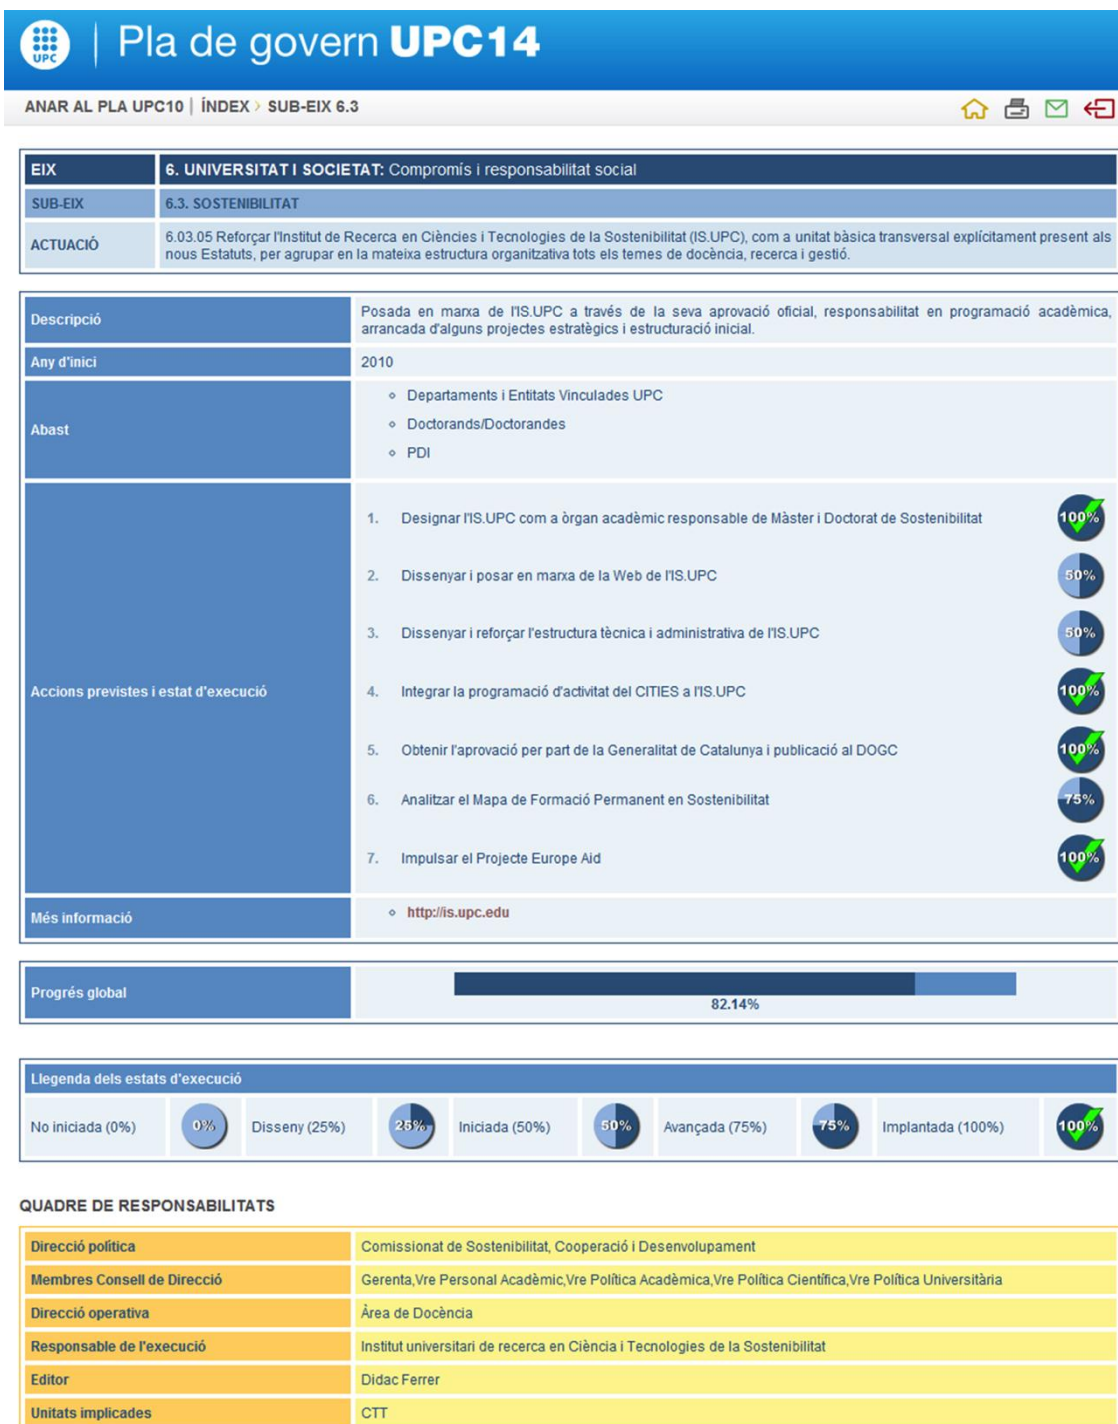 UPC
Pla de govern UPC14
ANAR AL PLA UPC10 | ÍNDEX > SUB-EIX 6.3
EIX
6. UNIVERSITAT I SOCIETAT: Compromís i responsabilitat social
SUB-EIX
6.3. SOSTENIBILITAT
ACTUACIÓ
6.03.05 Reforçar l'Institut de Recerca en Ciències i Tecnologies de la Sostenibilitat (IS.UPC), com a unitat bàsica transversal explícitament present als
nous Estatuts, per agrupar en la mateixa estructura organitzativa tots els temes de docència, recerca i gestió.
Descripció
Posada en marxa de l'IS.UPC a través de la seva aprovació oficial, responsabilitat en programació acadèmica,
arrancada d'alguns projectes estratègics i estructuració inicial.
Any d'inici
2010
Abast
Departaments i Entitats Vinculades UPC
Doctorands/Doctorandes
PDI
Accions previstes i estat d'execució
1. Designar l'IS.UPC com a òrgan acadèmic responsable de Màster i Doctorat de Sostenibilitat 100%
2. Dissenyar i posar en marxa de la Web de l'IS.UPC 50%
3. Dissenyar i reforçar l'estructura tècnica i administrativa de l'IS.UPC 50%
4. Integrar la programació d'activitat del CITIES a l'IS.UPC 100%
5. Obtenir l'aprovació per part de la Generalitat de Catalunya i publicació al DOGC 100%
6. Analitzar el Mapa de Formació Permanent en Sostenibilitat 75%
7. Impulsar el Projecte Europe Aid 100%
Més informació
http://is.upc.edu
Progrés global
82.14%
Llegenda dels estats d'execució
No iniciada (0%) 0% Disseny (25%) 25% Iniciada (50%) 50% Avançada (75%) 75% Implantada (100%) 100%
QUADRE DE RESPONSABILITATS
Direcció política
Comissionat de Sostenibilitat, Cooperació i Desenvolupament
Membres Consell de Direcció
Gerenta,Vre Personal Acadèmic,Vre Política Acadèmica,Vre Política Científica,Vre Política Universitària
Direcció operativa
Àrea de Docència
Responsable de l'execució
Institut universitari de recerca en Ciència i Tecnologies de la Sostenibilitat
Editor
Didac Ferrer
Unitats implicades
CTT